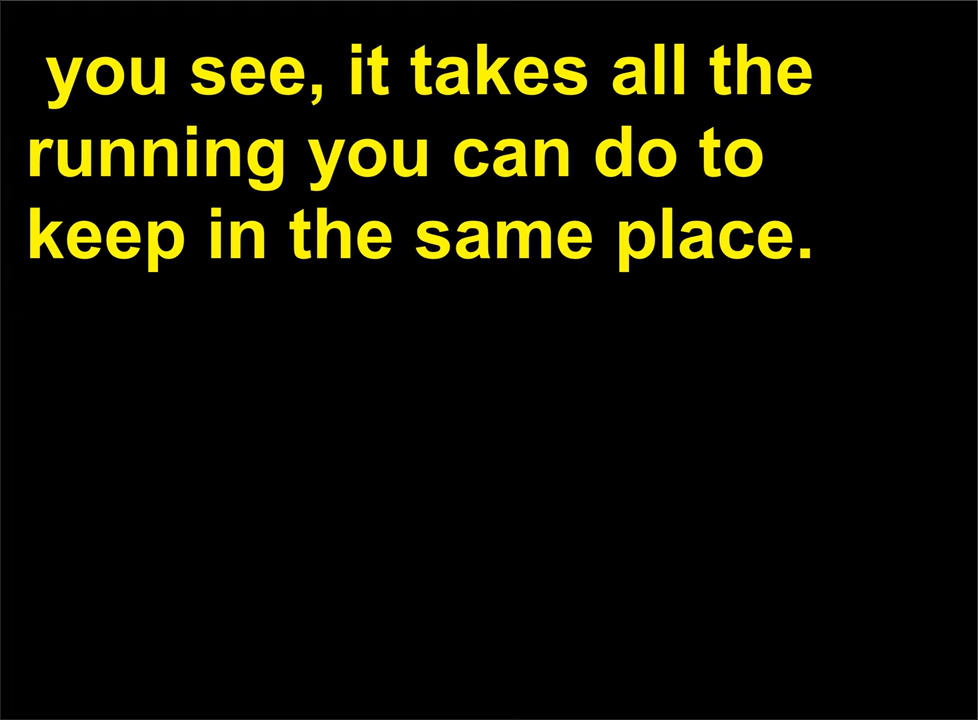 you see, it takes all the
running you can do to
keep in the same place.